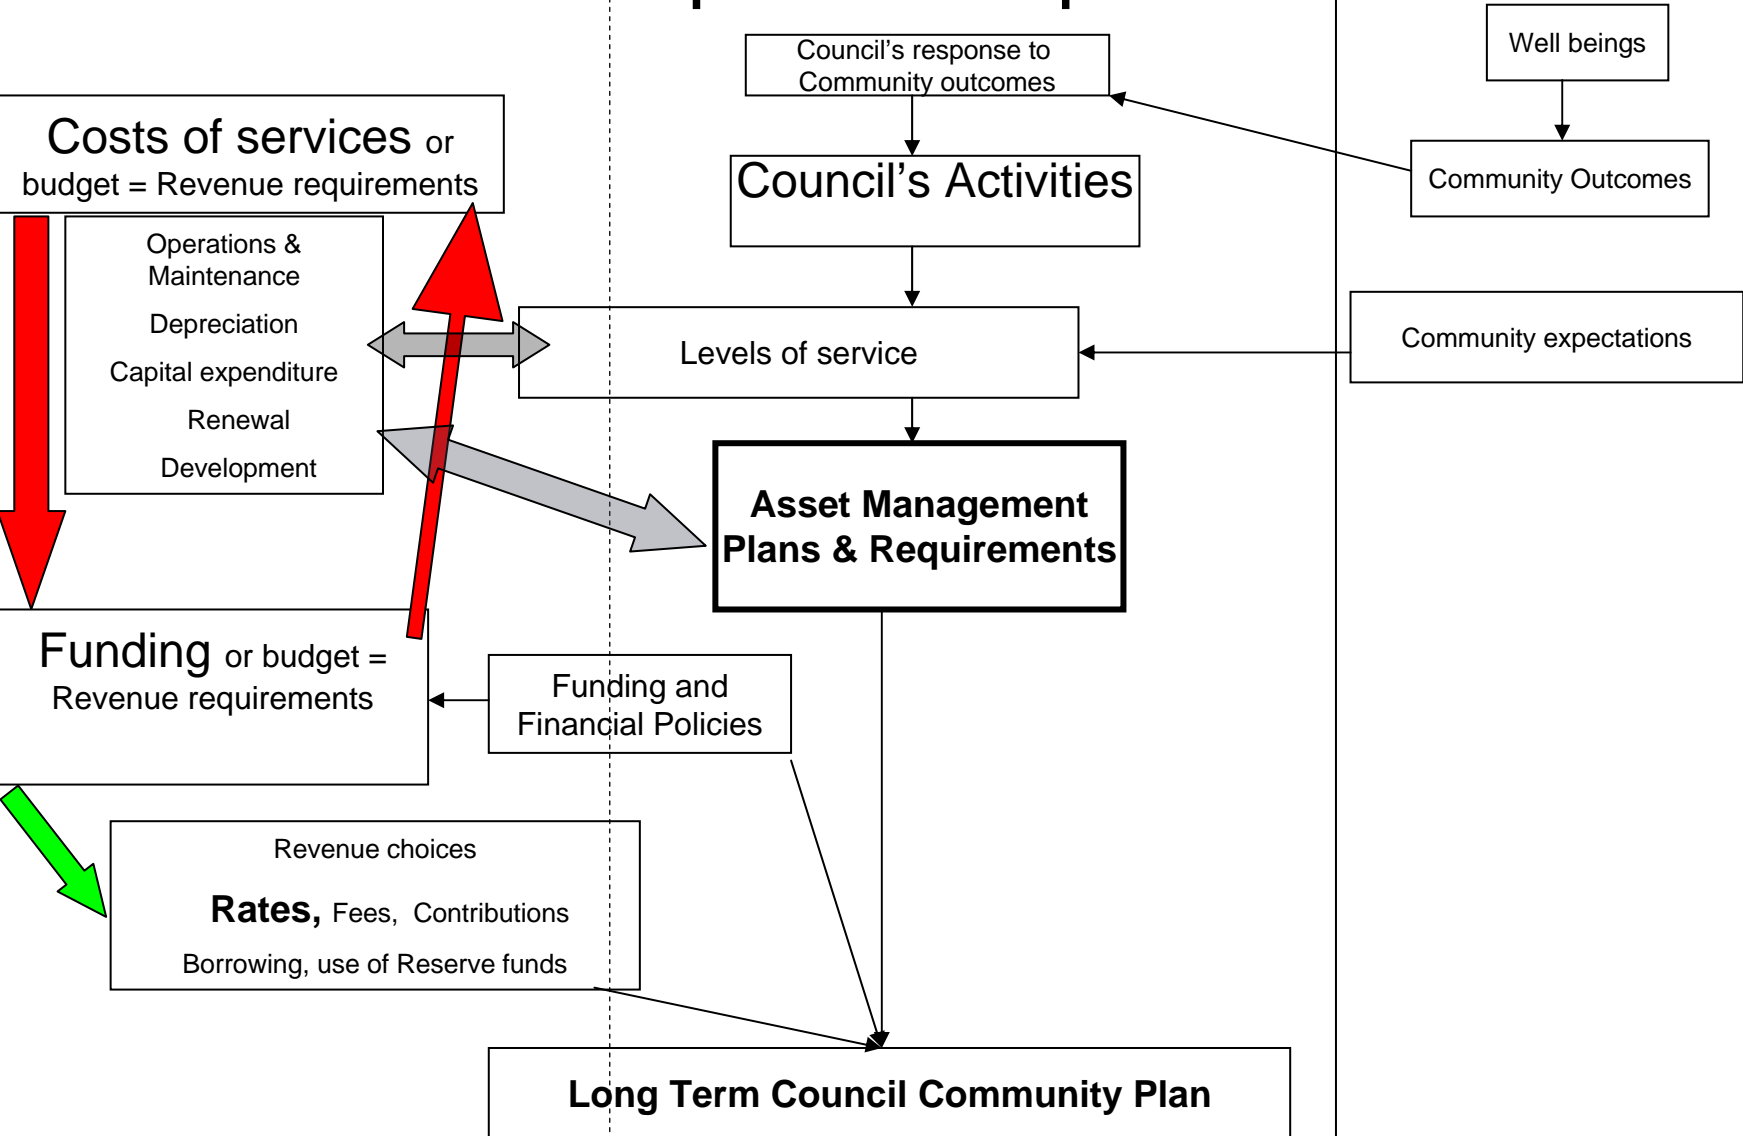 Council's response to
Community outcomes
Well beings
Costs of services or
budget = Revenue requirements
Council's Activities
Community Outcomes
Operations &
Maintenance
Depreciation
Capital expenditure
Renewal
Development
Levels of service
Community expectations
Asset Management
Plans & Requirements
Funding or budget =
Revenue requirements
Funding and
Financial Policies
Revenue choices
Rates, Fees, Contributions
Borrowing, use of Reserve funds
Long Term Council Community Plan